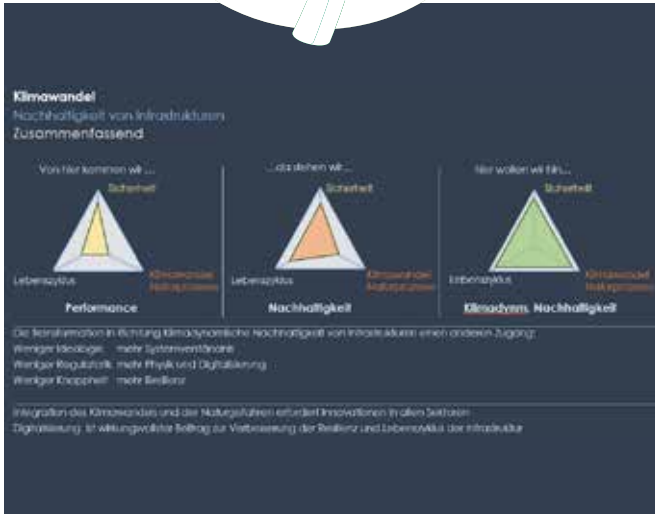 Klimawandel
Nachhaltigkeit von Infrastrukturen
Zusammenfassend
Von hier kommen wir ...
Sicherheit
Lebenszyklus
Klimawandel
Naturprozesse
Performance
...da stehen wir...
Sicherheit
Lebenszyklus
Klimawandel
Naturprozesse
Nachhaltigkeit
Hier wollen wir hin...
Sicherheit
Lebenszyklus
Klimawandel
Naturprozesse
Klimadynm. Nachhaltigkeit
Die Transformation in Richtung klimadynamische Nachhaltigkeit von Infrastrukturen einen anderen Zugang:
Weniger Ideologie, mehr Systemverständnis
Weniger Regulatorik, mehr Physik und Digitalisierung
Weniger Knappheit mehr Resilienz
Integration des Klimawandels und der Naturgefahren erfordert Innovationen in allen Sektoren
Digitalisierung ist wirkungsvollster Beitrag zur Verbesserung der Resilienz und Lebenszyklus der Infrastruktur